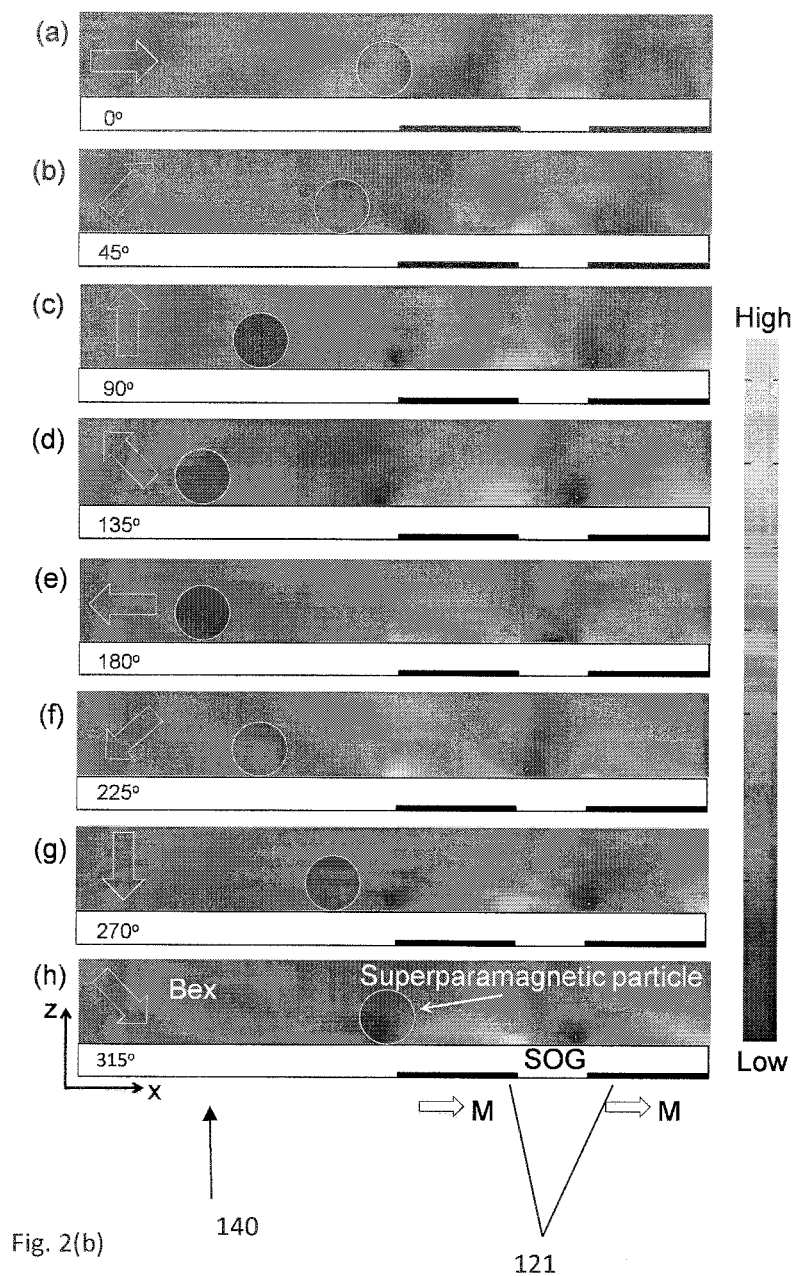 (a)
0°
(b)
45°
(c)
90°
High
(d)
135°
(e)
180°
(f)
225°
(g)
270°
(h)
Bex
Superparamagnetic particle
z
315°
SOG
Low
x
M
M
140
Fig. 2(b)
121